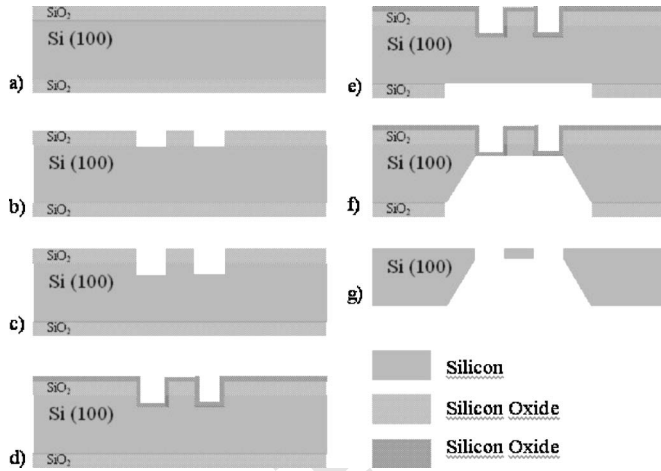 SiO2
Si (100)
SiO2
a)
SiO2
Si (100)
SiO2
b)
SiO2
Si (100)
SiO2
c)
SiO2
Si (100)
SiO2
d)
SiO2
Si (100)
SiO2
e)
SiO2
Si (100)
SiO2
f)
Si (100)
g)
Silicon
Silicon Oxide
Silicon Oxide